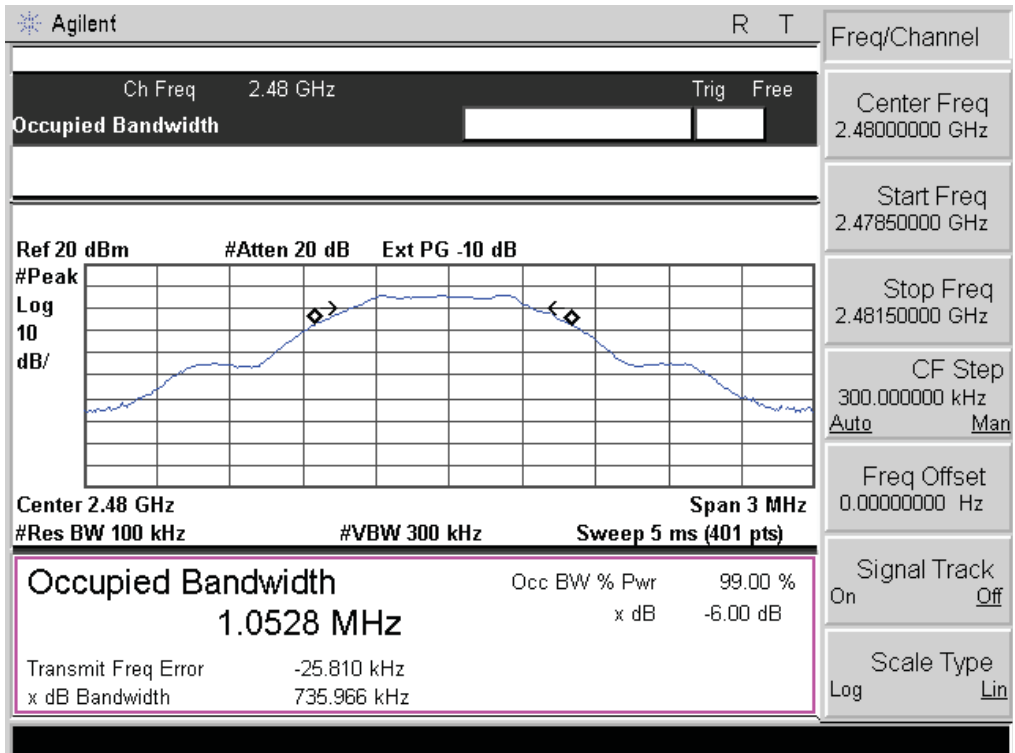 Agilent R T
Freq/Channel
Ch Freq 2.48 GHz Trig Free
Occupied Bandwidth
Center Freq
2.48000000 GHz
Start Freq
2.47850000 GHz
Stop Freq
2.48150000 GHz
CF Step
300.000000 kHz
Auto Man
Freq Offset
0.00000000 Hz
Signal Track
On Off
Scale Type
Log Lin
Ref 20 dBm #Atten 20 dB Ext PG -10 dB
#Peak
Log
10
dB/
Center 2.48 GHz Span 3 MHz
#Res BW 100 kHz #VBW 300 kHz Sweep 5 ms (401 pts)
Occupied Bandwidth Occ BW % Pwr 99.00 %
1.0528 MHz x dB -6.00 dB
Transmit Freq Error -25.810 kHz
x dB Bandwidth 735.966 kHz